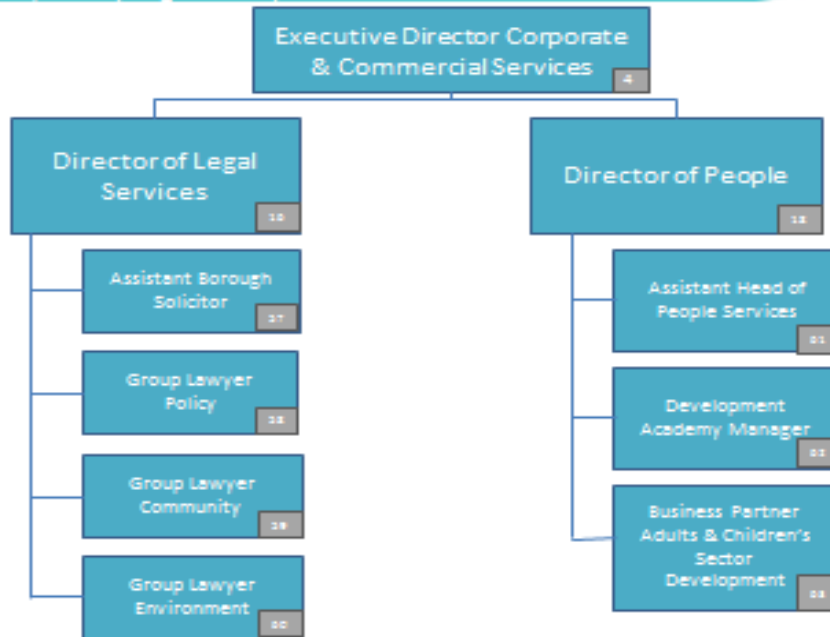 Executive Director Corporate
& Commercial Services
4
Director of Legal
Services
10
Director of People
Assistant Borough
Solicitor
Group Lawyer
Policy
Group Lawyer
Community
Group Lawyer
Environment
Assistant Head of
People Services
Development
Academy Manager
Business Partner
Adults & Children's
Sector
Development